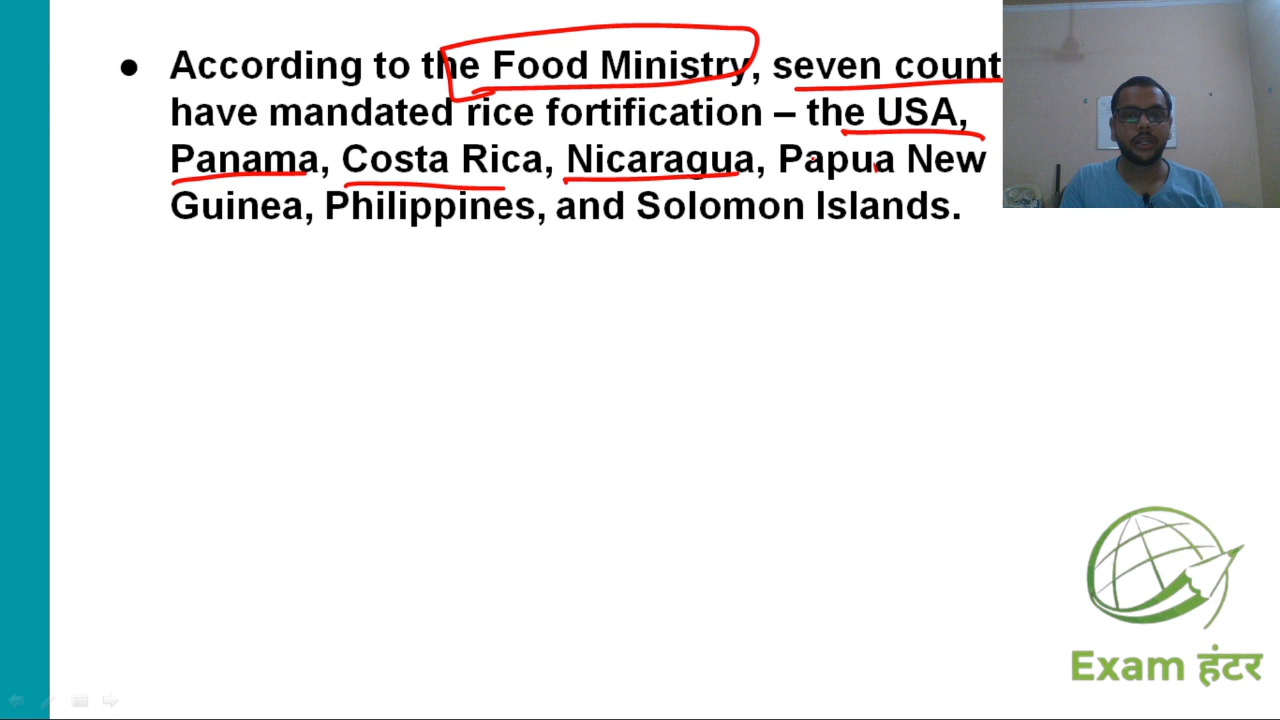 ● According to the Food Ministry, seven count
have mandated rice fortification – the USA,
Panama, Costa Rica, Nicaragua, Papua New
Guinea, Philippines, and Solomon Islands.
Exam हंटर